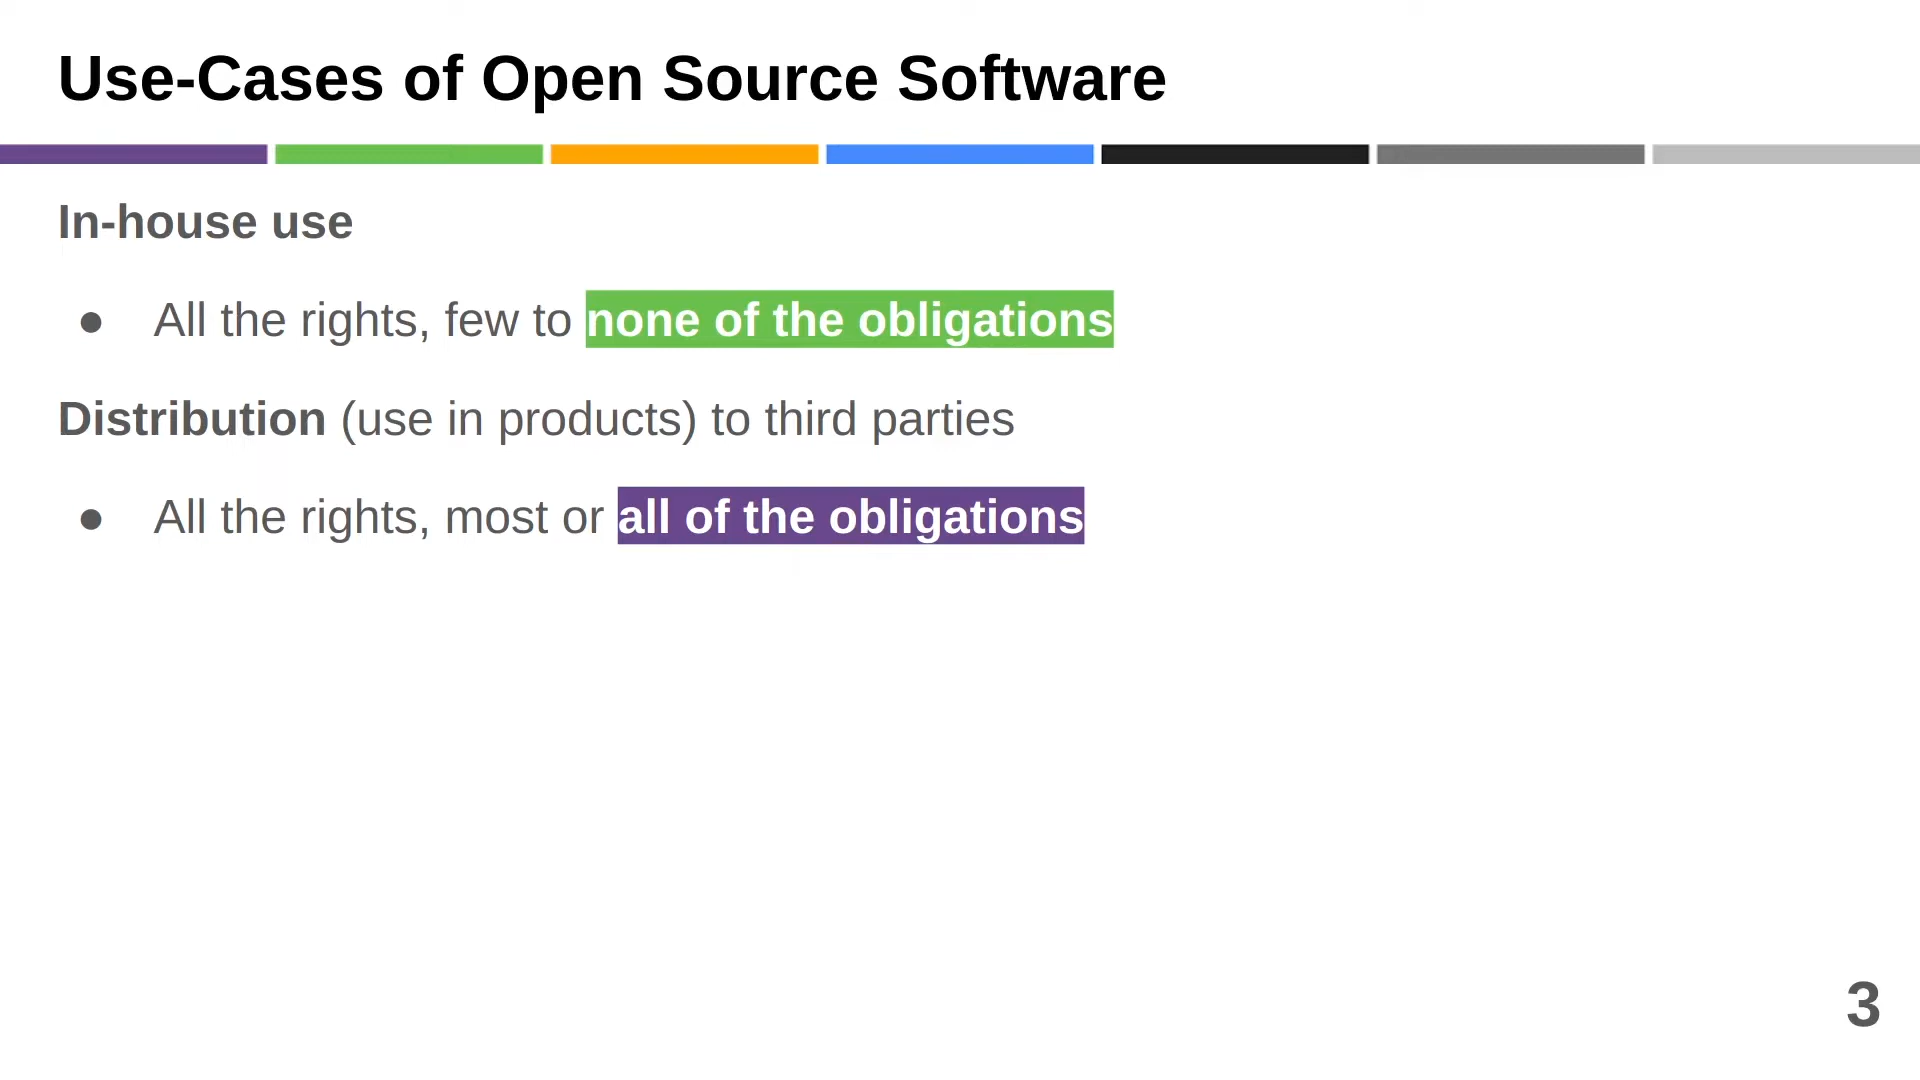 Use-Cases of Open Source Software
In-house use
● All the rights, few to none of the obligations
Distribution (use in products) to third parties
● All the rights, most or all of the obligations
3